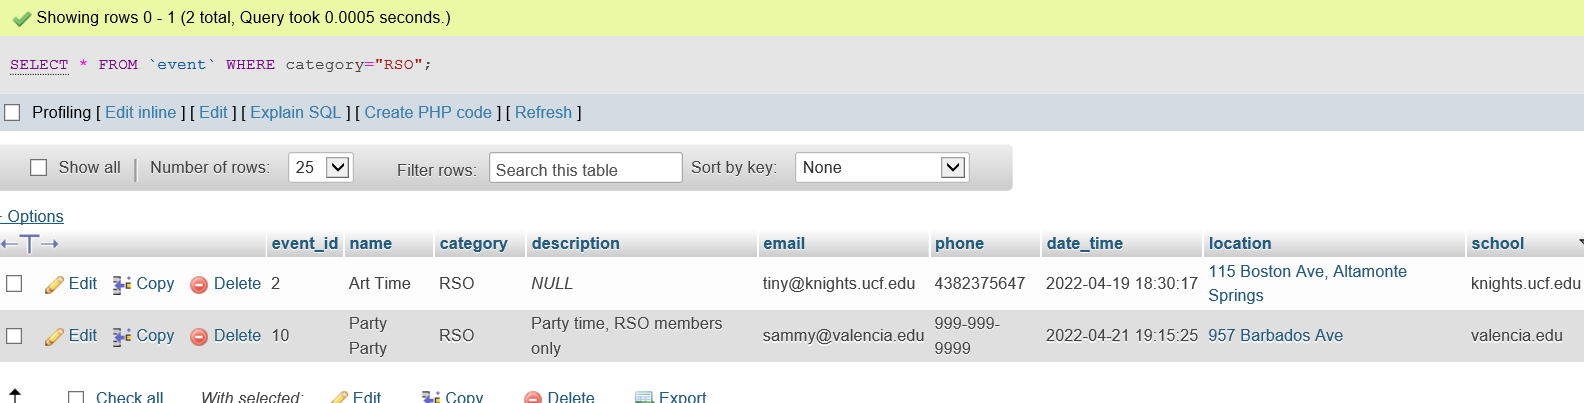 Showing rows 0 - 1 (2 total, Query took 0.0005 seconds.)
SELECT * FROM `event` WHERE category="RSO";
Profiling [ Edit inline ] [ Edit ] [ Explain SQL ] [ Create PHP code ] [ Refresh ]
Show all | Number of rows: 25 Filter rows: Search this table Sort by key: None
Options
event_id name category description email phone date_time location school
Edit Copy Delete 2 Art Time RSO NULL tiny@knights.ucf.edu 4382375647 2022-04-19 18:30:17 115 Boston Ave, Altamonte knights.ucf.edu
Springs
Edit Copy Delete 10 Party RSO Party time, RSO members sammy@valencia.edu 999-999- 2022-04-21 19:15:25 957 Barbados Ave valencia.edu
Party only 9999
Check all With selected: Edit Copy Delete Export